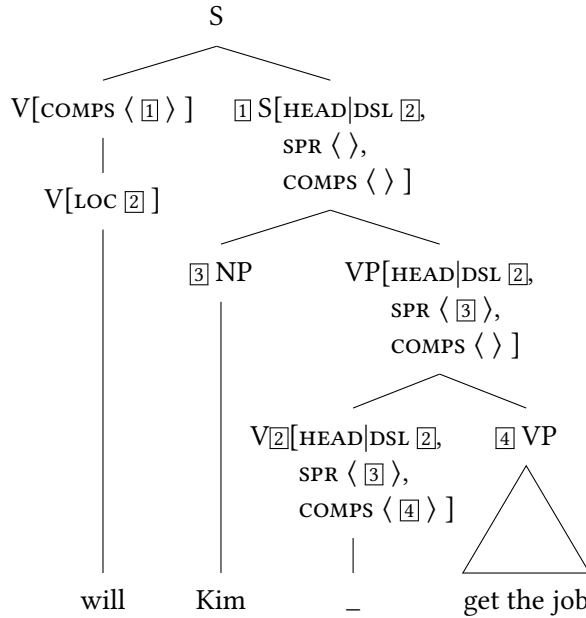 S
V[COMPS ⟨ 1 ⟩ ] 1 S[HEAD|DSL 2,
SPR ⟨ ⟩,
COMPS ⟨ ⟩ ]
V[LOC 2 ]
3 NP VP[HEAD|DSL 2,
SPR ⟨ 3 ⟩,
COMPS ⟨ ⟩ ]
V2[HEAD|DSL 2, 4 VP
SPR ⟨ 3 ⟩,
COMPS ⟨ 4 ⟩ ]
will Kim _ get the job